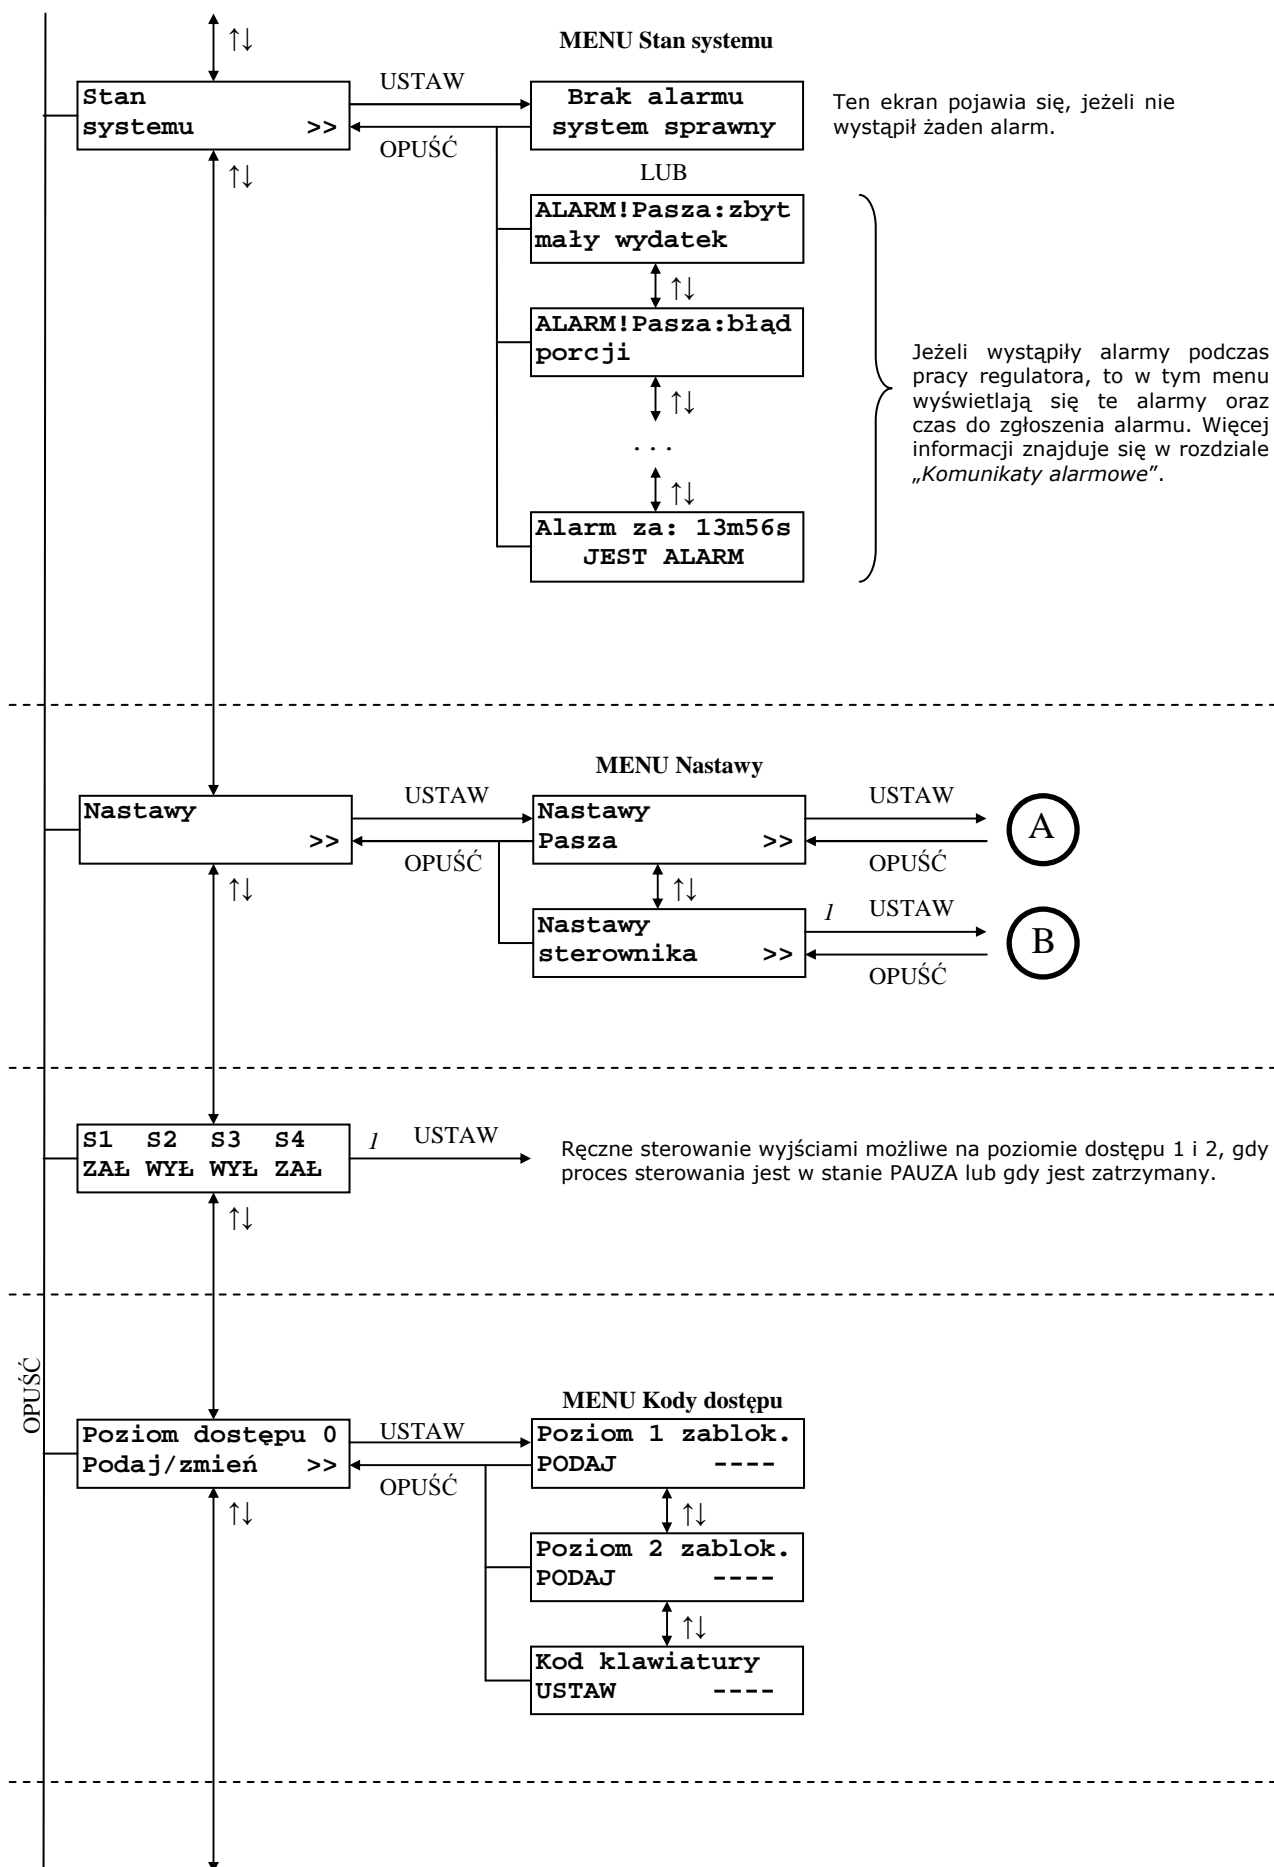 ↑↓
MENU Stan systemu
Stan
systemu >>
USTAW
OPUŚĆ
Brak alarmu
system sprawny
Ten ekran pojawia się, jeżeli nie
wystąpił żaden alarm.
↑↓
LUB
ALARM!Pasza:zbyt
mały wydatek
↑↓
ALARM!Pasza:błąd
porcji
↑↓
. . .
↑↓
Alarm za: 13m56s
JEST ALARM
Jeżeli wystąpiły alarmy podczas
pracy regulatora, to w tym menu
wyświetlają się te alarmy oraz
czas do zgłoszenia alarmu. Więcej
informacji znajduje się w rozdziale
„Komunikaty alarmowe”.
MENU Nastawy
Nastawy
>>
USTAW
OPUŚĆ
Nastawy
Pasza >>
USTAW
OPUŚĆ
A
↑↓
↑↓
Nastawy
sterownika >>
1 USTAW
OPUŚĆ
B
S1 S2 S3 S4
ZAŁ WYŁ WYŁ ZAŁ
1 USTAW
Ręczne sterowanie wyjściami możliwe na poziomie dostępu 1 i 2, gdy
proces sterowania jest w stanie PAUZA lub gdy jest zatrzymany.
↑↓
OPUŚĆ
MENU Kody dostępu
Poziom dostępu 0
Podaj/zmień >>
USTAW
OPUŚĆ
Poziom 1 zablok.
PODAJ ----
↑↓
↑↓
Poziom 2 zablok.
PODAJ ----
↑↓
Kod klawiatury
USTAW ----